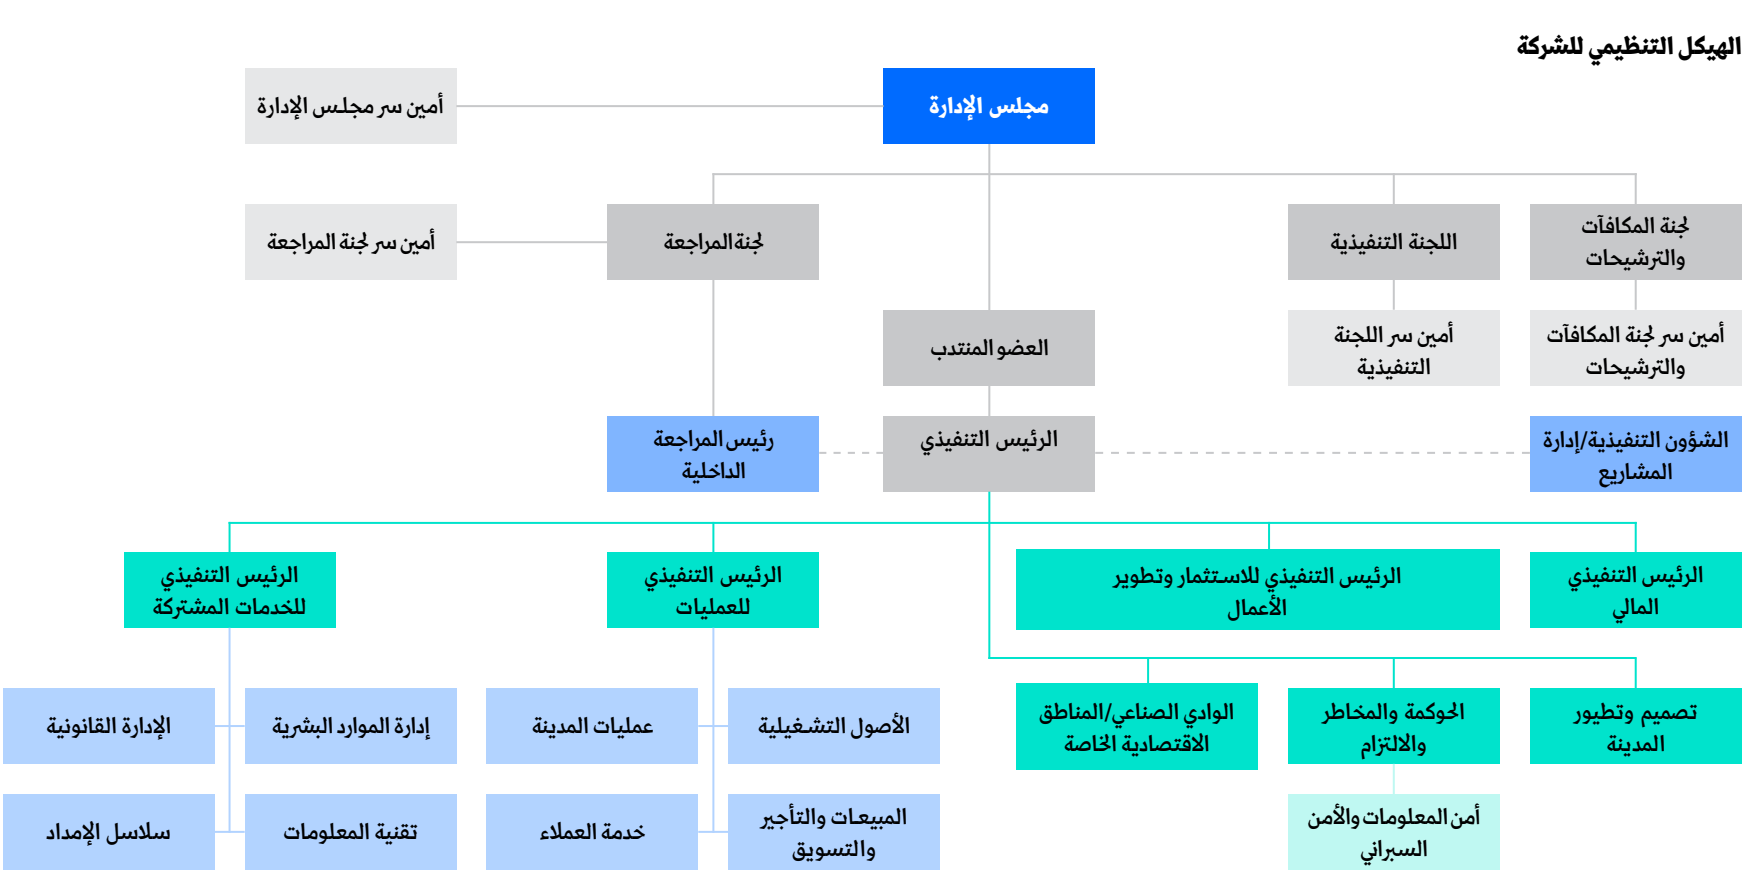 الهيكل التنظيمي للشركة
مجلس الإدارة
أمين سر مجلس الإدارة
لجنة المكافآت
والترشيحات
اللجنة التنفيذية
لجنة المراجعة
أمين سر لجنة المراجعة
أمين سر لجنة المكافآت
والترشيحات
أمين سر اللجنة
التنفيذية
العضو المنتدب
الشؤون التنفيذية/إدارة
المشاريع
الرئيس التنفيذي
رئيس المراجعة
الداخلية
الرئيس التنفيذي
المالي
الرئيس التنفيذي للاستثمار وتطوير
الأعمال
الرئيس التنفيذي
للعمليات
الرئيس التنفيذي
للخدمات المشتركة
تصميم وتطيور
المدينة
الحوكمة والمخاطر
والالتزام
الوادي الصناعي/المناطق
الاقتصادية الخاصة
الأصول التشغيلية
عمليات المدينة
إدارة الموارد البشرية
الإدارة القانونية
أمن المعلومات والأمن
السبراني
المبيعات والتأجير
والتسويق
خدمة العملاء
تقنية المعلومات
سلاسل الإمداد